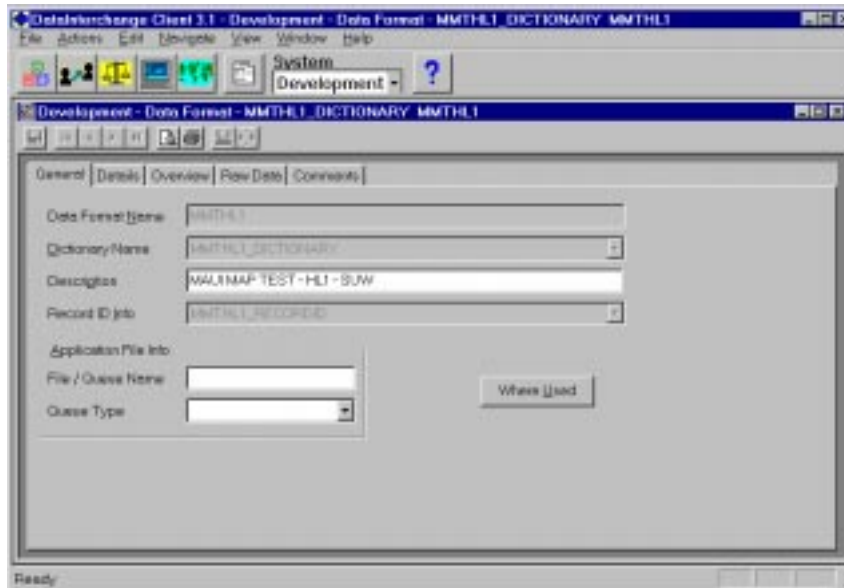 DataInterchange Client 3.1 - Development - Data Format - MMTHL1_DICTIONARY MMTHL1
File Actions Edit Navigate View Window Help
System
Development
?
Development - Data Format - MMTHL1_DICTIONARY MMTHL1
General Details Overview Raw Data Comments
Data Format Name MMTHL1
Dictionary Name MMTHL1_DICTIONARY
Description MAUI MAP TEST - HL1 - SUW
Record ID Info MMTHL1_RECORDID
Application File Info
File / Queue Name
Where Used
Queue Type
Ready